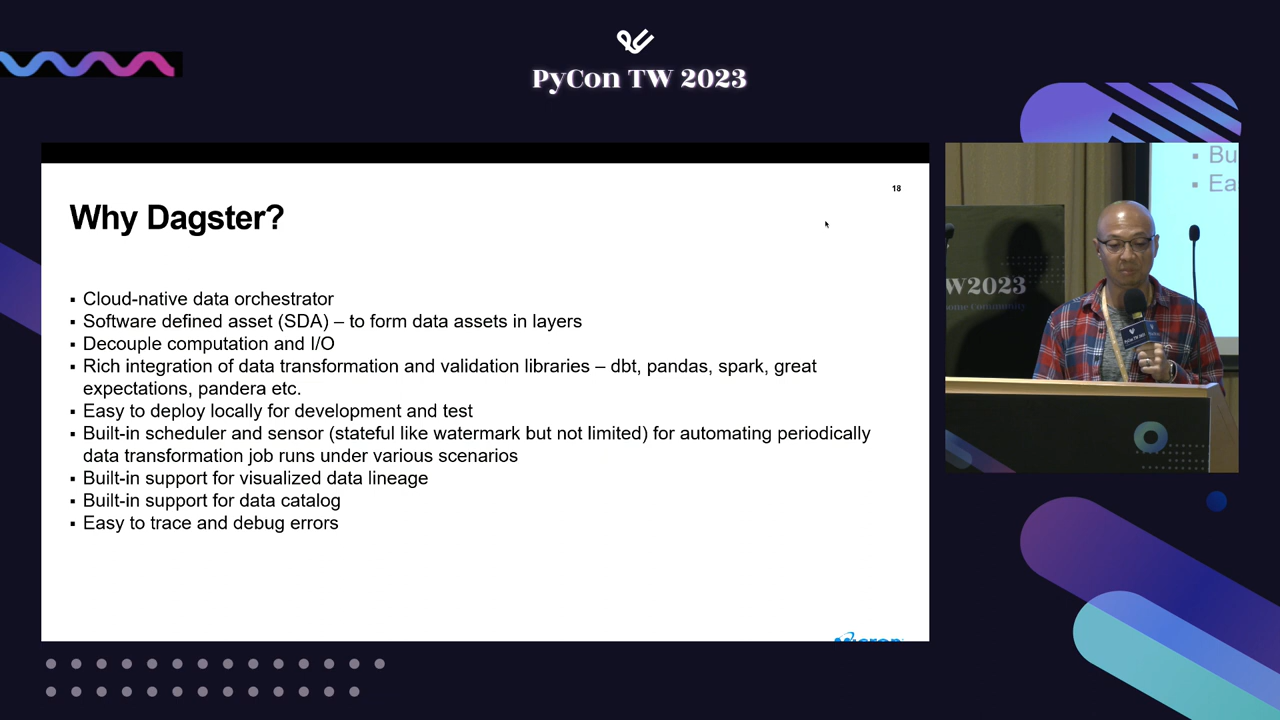 PyCon TW 2023
18
Why Dagster?
▪ Cloud-native data orchestrator
▪ Software defined asset (SDA) – to form data assets in layers
▪ Decouple computation and I/O
▪ Rich integration of data transformation and validation libraries – dbt, pandas, spark, great
expectations, pandera etc.
▪ Easy to deploy locally for development and test
▪ Built-in scheduler and sensor (stateful like watermark but not limited) for automating periodically
data transformation job runs under various scenarios
▪ Built-in support for visualized data lineage
▪ Built-in support for data catalog
▪ Easy to trace and debug errors
▪ Bu
▪ Ea
W2023